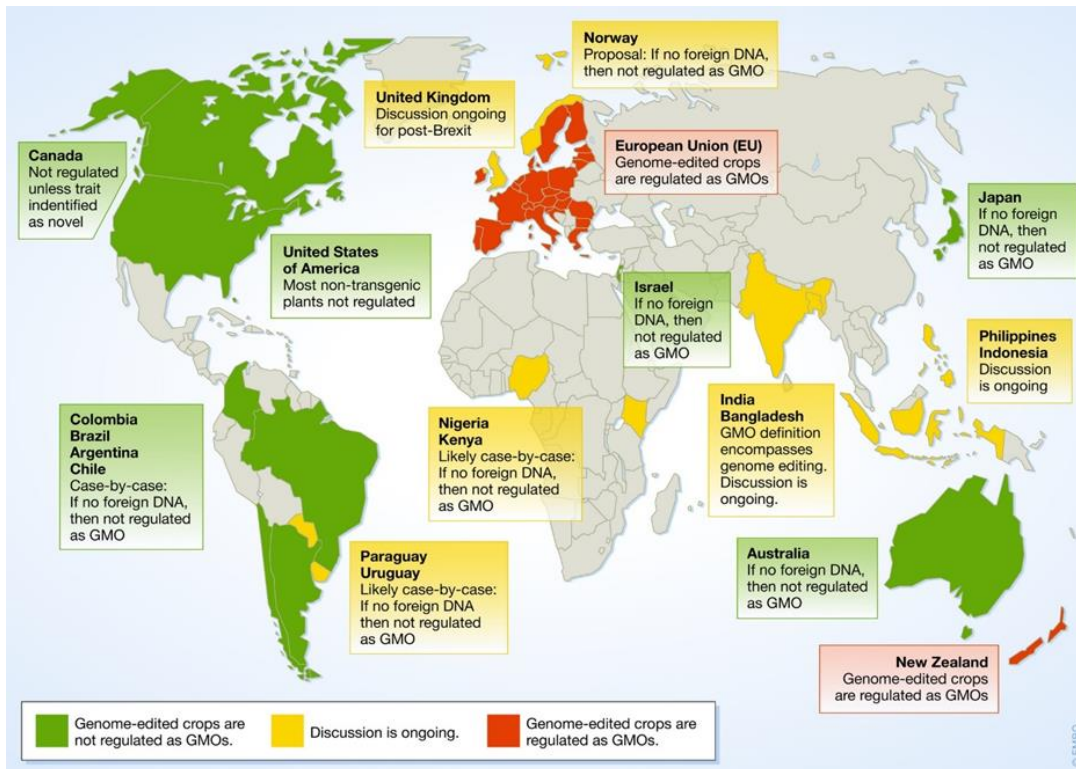 Norway
Proposal: If no foreign DNA,
then not regulated as GMO
United Kingdom
Discussion ongoing
for post-Brexit
European Union (EU)
Genome-edited crops
are regulated as GMOs
Canada
Not regulated
unless trait
indentified
as novel
Japan
If no foreign
DNA, then
not regulated
as GMO
United States
of America
Most non-transgenic
plants not regulated
Israel
If no foreign
DNA, then
not regulated
as GMO
Philippines
Indonesia
Discussion
is ongoing
Colombia
Brazil
Argentina
Chile
Case-by-case:
If no foreign DNA,
then not regulated
as GMO
Nigeria
Kenya
Likely case-by-case:
If no foreign DNA,
then not regulated
as GMO
India
Bangladesh
GMO definition
encompasses
genome editing.
Discussion is
ongoing.
Paraguay
Uruguay
Likely case-by-case:
If no foreign DNA
then not regulated
as GMO
Australia
If no foreign DNA,
then not regulated
as GMO
New Zealand
Genome-edited crops
are regulated as GMOs
Genome-edited crops are
not regulated as GMOs.
Discussion is ongoing.
Genome-edited crops are
regulated as GMOs.
© EMBO